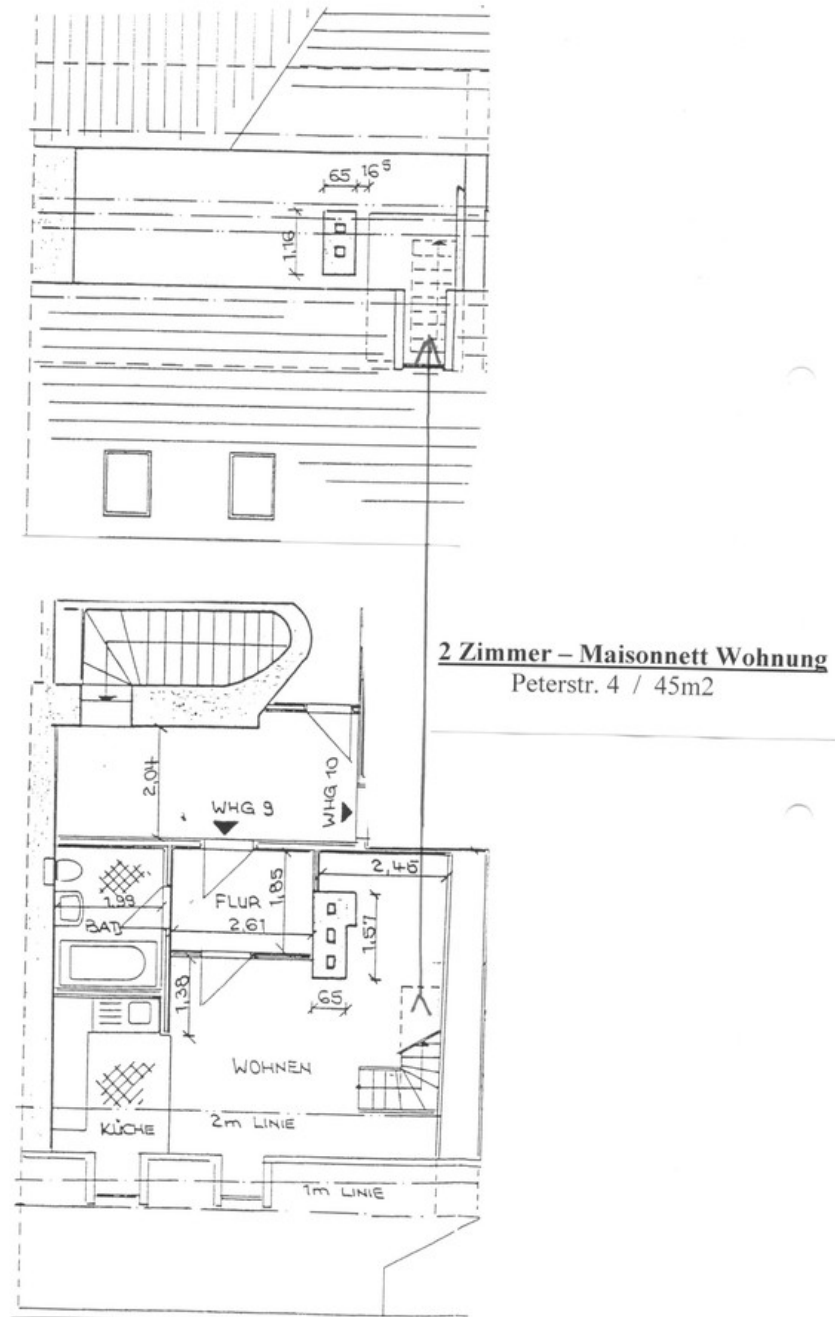 65 16⁵
1,16
2 Zimmer – Maisonnett Wohnung
Peterstr. 4 / 45m2
2,04
WHG 9
WHG 10
2,46
1,99
BAD
FLUR
2,61
1,85
1,57
1,38
65
WOHNEN
2m LINIE
KÜCHE
1m LINIE